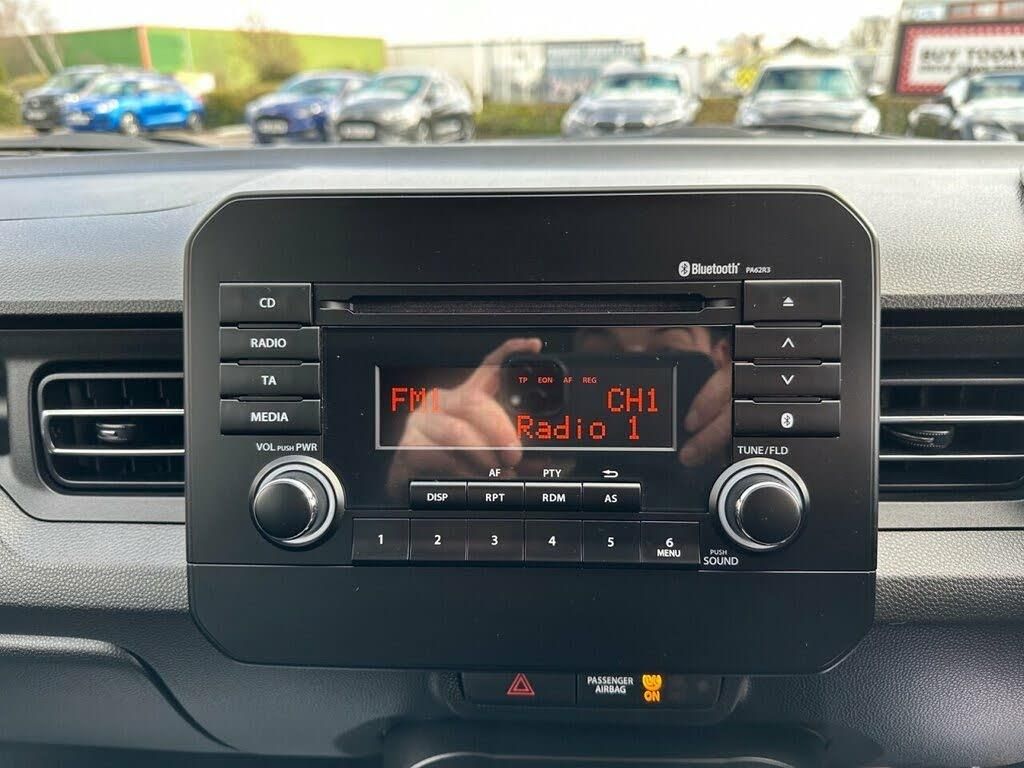 BUY TODAY
Bluetooth PA62R3
CD
RADIO
TA
MEDIA
VOL PUSH PWR
TP EON AF REG
FM1 CH1
Radio 1
TUNE/FLD
AF PTY
DISP RPT RDM AS
1 2 3 4 5 6
MENU
PUSH
SOUND
PASSENGER
AIRBAG
ON